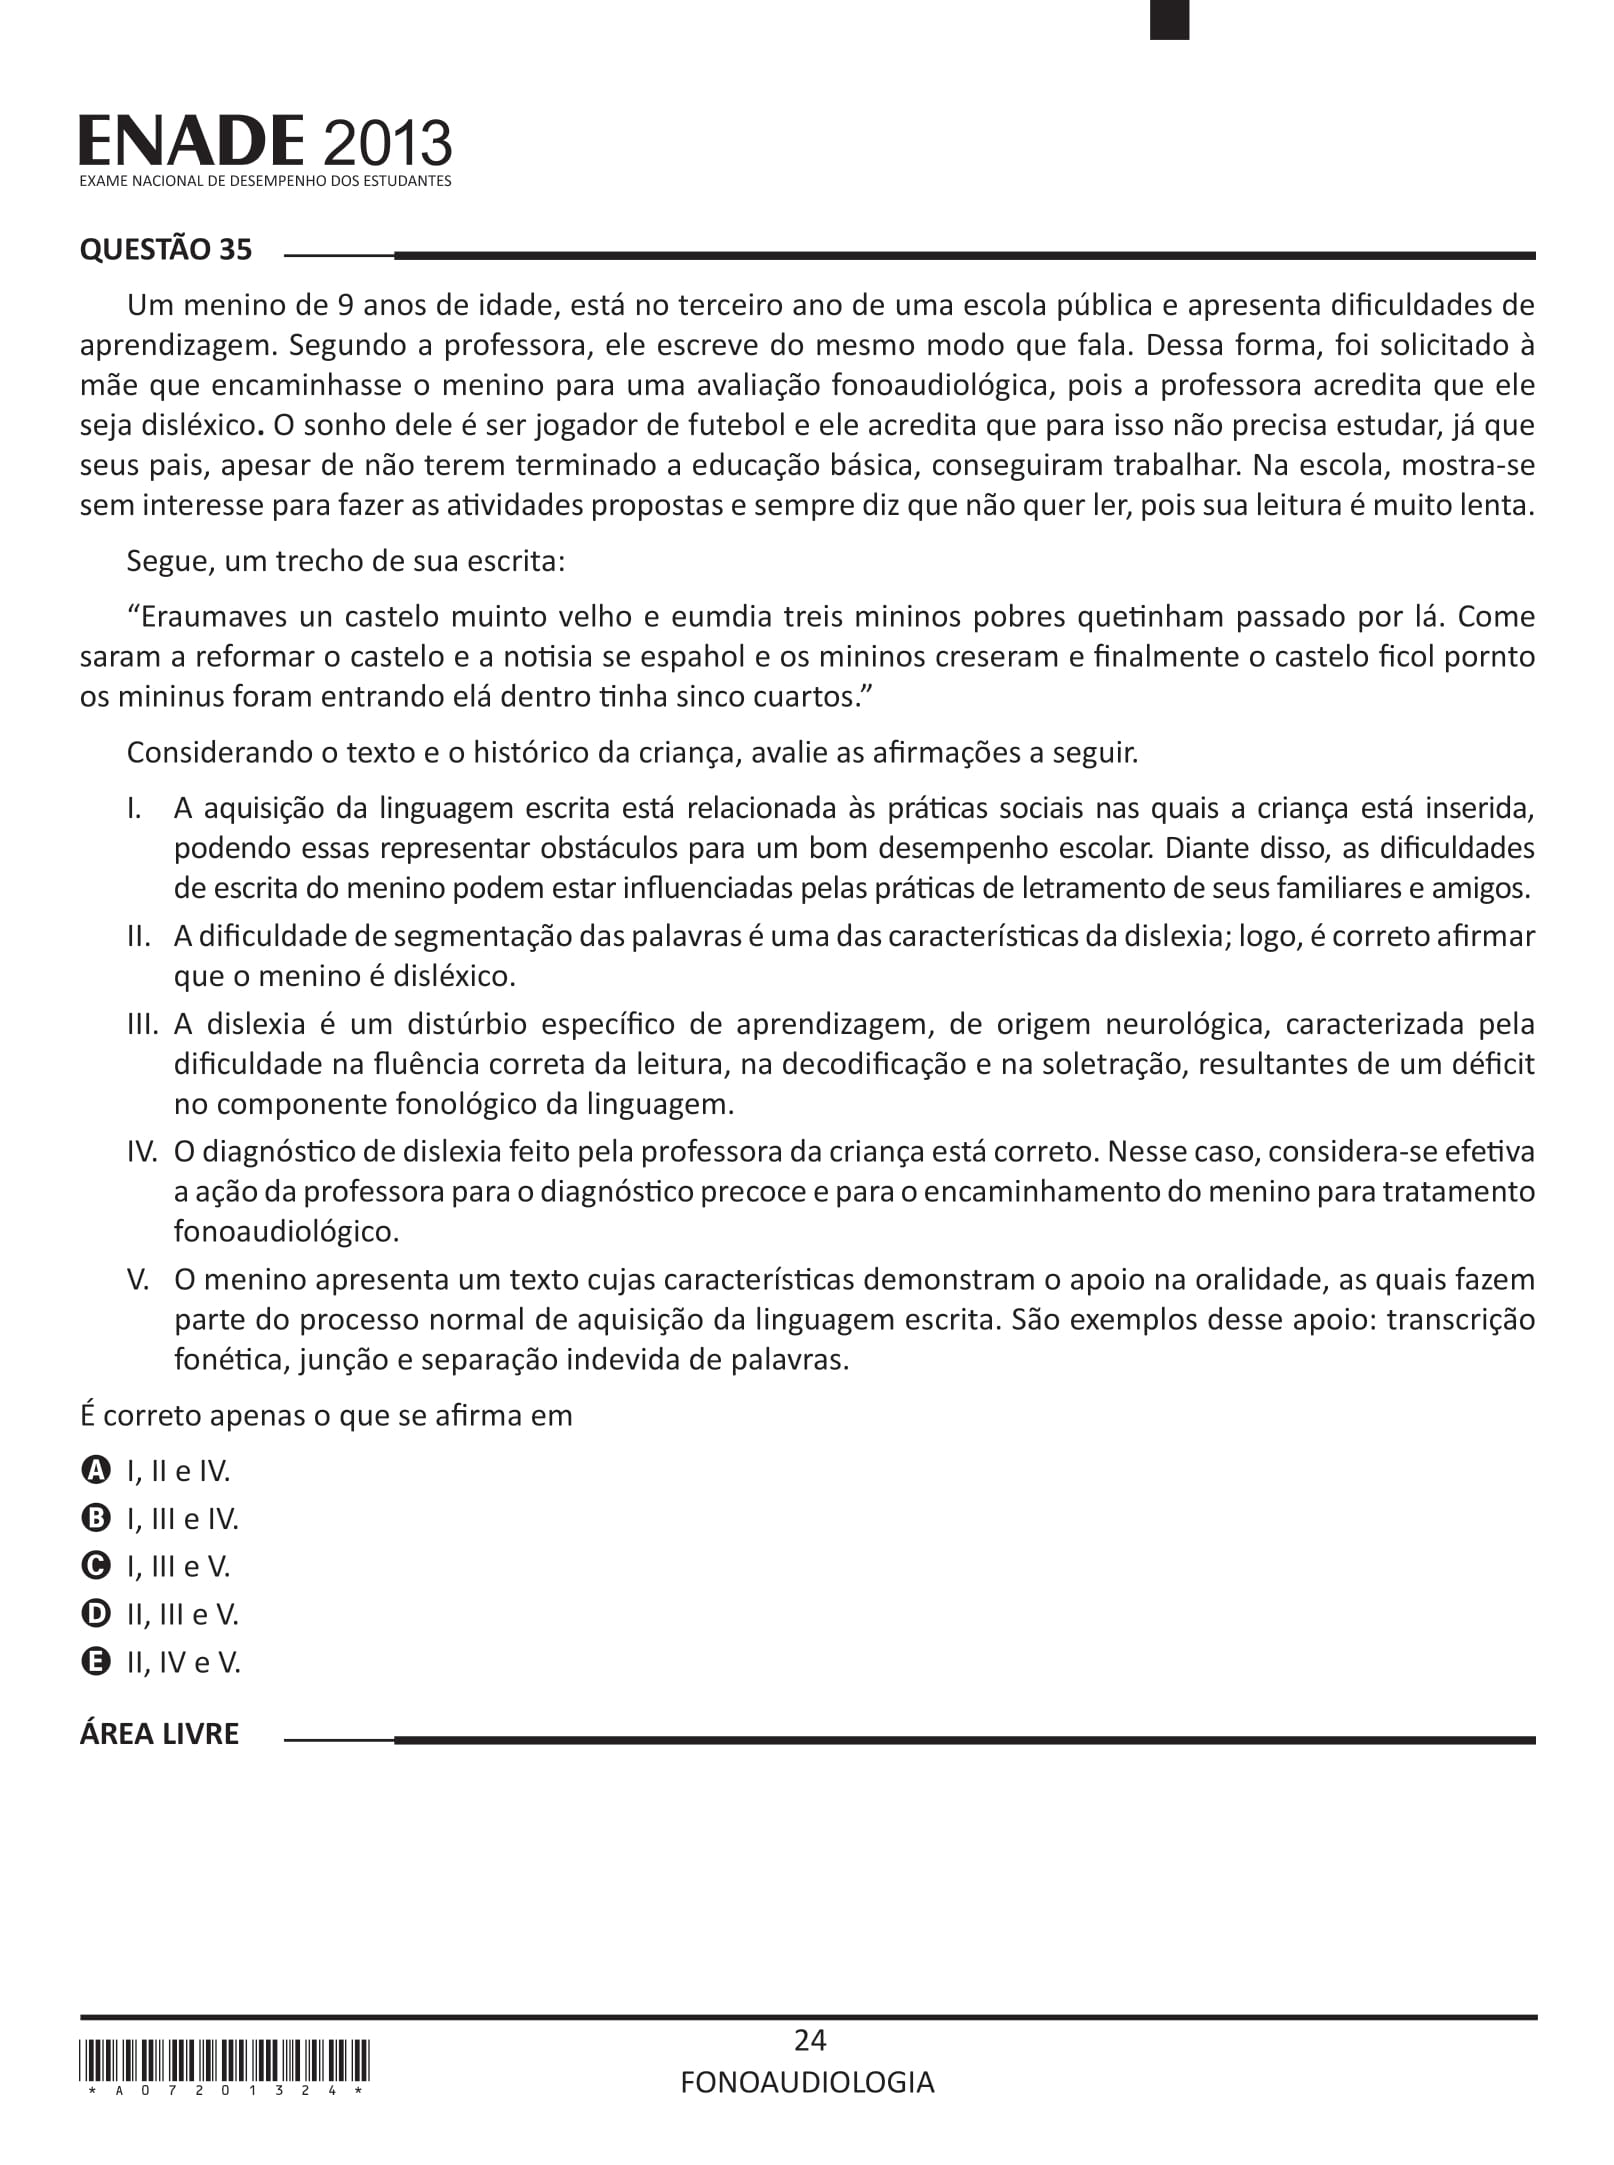 ENADE 2013
EXAME NACIONAL DE DESEMPENHO DOS ESTUDANTES
QUESTÃO 35
Um menino de 9 anos de idade, está no terceiro ano de uma escola pública e apresenta dificuldades de
aprendizagem. Segundo a professora, ele escreve do mesmo modo que fala. Dessa forma, foi solicitado à
mãe que encaminhasse o menino para uma avaliação fonoaudiológica, pois a professora acredita que ele
seja disléxico. O sonho dele é ser jogador de futebol e ele acredita que para isso não precisa estudar, já que
seus pais, apesar de não terem terminado a educação básica, conseguiram trabalhar. Na escola, mostra-se
sem interesse para fazer as atividades propostas e sempre diz que não quer ler, pois sua leitura é muito lenta.
Segue, um trecho de sua escrita:
“Eraumaves un castelo muinto velho e eumdia treis mininos pobres quetinham passado por lá. Come
saram a reformar o castelo e a notisia se espahol e os mininos creseram e finalmente o castelo ficol pornto
os mininus foram entrando elá dentro tinha sinco cuartos.”
Considerando o texto e o histórico da criança, avalie as afirmações a seguir.
I. A aquisição da linguagem escrita está relacionada às práticas sociais nas quais a criança está inserida,
podendo essas representar obstáculos para um bom desempenho escolar. Diante disso, as dificuldades
de escrita do menino podem estar influenciadas pelas práticas de letramento de seus familiares e amigos.
II. A dificuldade de segmentação das palavras é uma das características da dislexia; logo, é correto afirmar
que o menino é disléxico.
III. A dislexia é um distúrbio específico de aprendizagem, de origem neurológica, caracterizada pela
dificuldade na fluência correta da leitura, na decodificação e na soletração, resultantes de um déficit
no componente fonológico da linguagem.
IV. O diagnóstico de dislexia feito pela professora da criança está correto. Nesse caso, considera-se efetiva
a ação da professora para o diagnóstico precoce e para o encaminhamento do menino para tratamento
fonoaudiológico.
V. O menino apresenta um texto cujas características demonstram o apoio na oralidade, as quais fazem
parte do processo normal de aquisição da linguagem escrita. São exemplos desse apoio: transcrição
fonética, junção e separação indevida de palavras.
É correto apenas o que se afirma em
A I, II e IV.
B I, III e IV.
C I, III e V.
D II, III e V.
E II, IV e V.
ÁREA LIVRE
24
FONOAUDIOLOGIA
*A07201324*